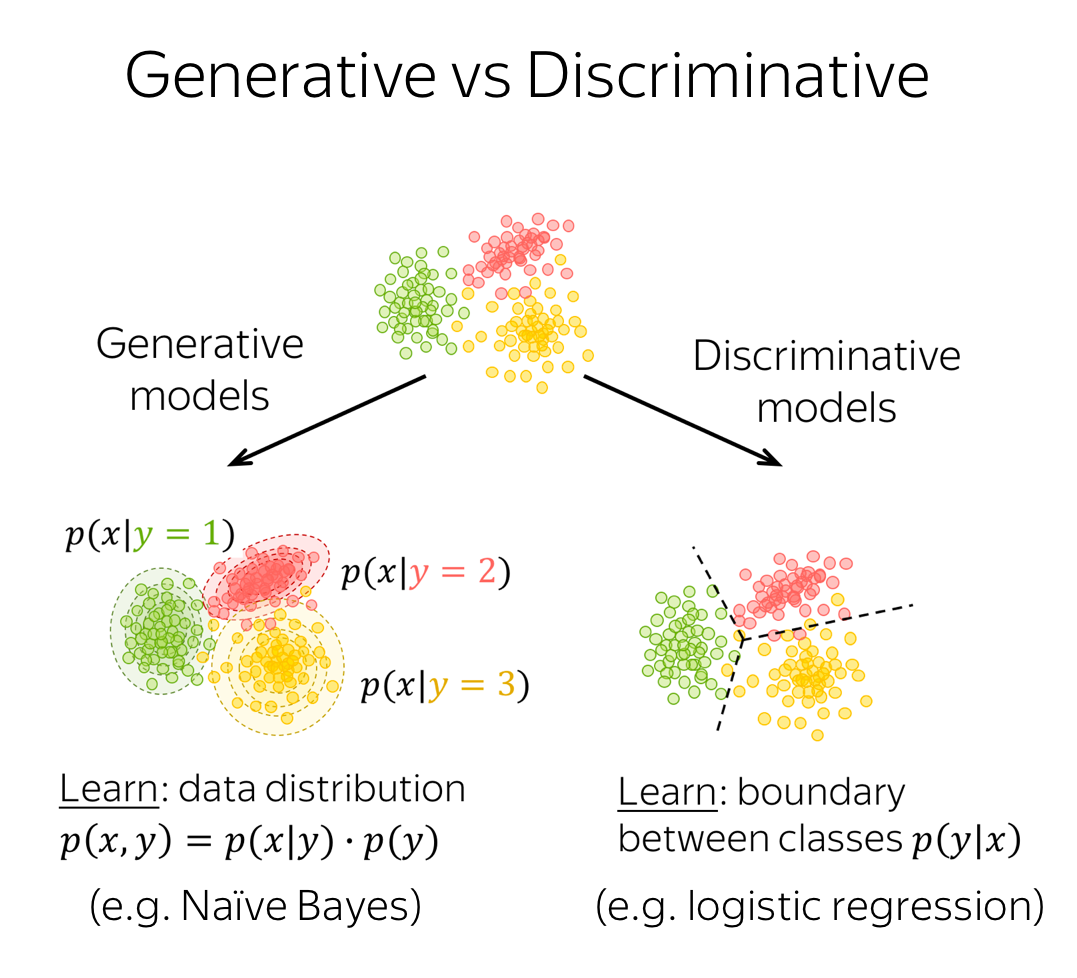 Generative vs Discriminative
Generative
models
Discriminative
models
p(x|y = 1)
p(x|y = 2)
p(x|y = 3)
Learn: data distribution
p(x, y) = p(x|y) · p(y)
(e.g. Naïve Bayes)
Learn: boundary
between classes p(y|x)
(e.g. logistic regression)